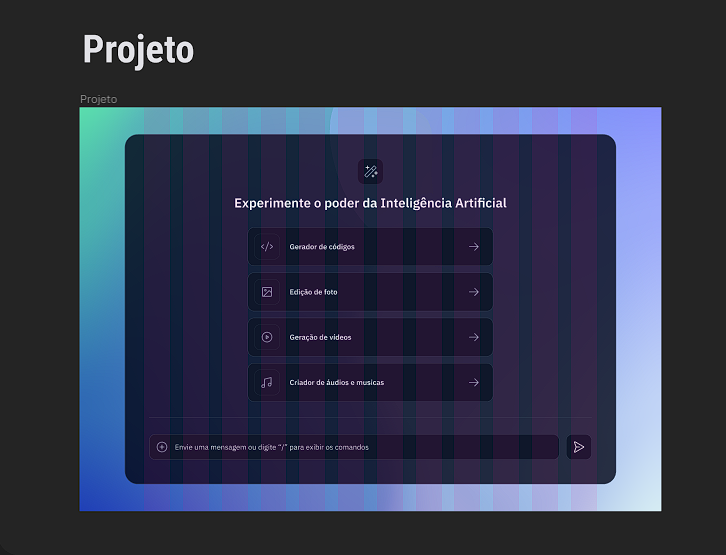 Projeto
Projeto
Experimente o poder da Inteligência Artificial
Gerador de códigos
Edição de foto
Geração de vídeos
Criador de áudios e musicas
Envie uma mensagem ou digite “/” para exibir os comandos